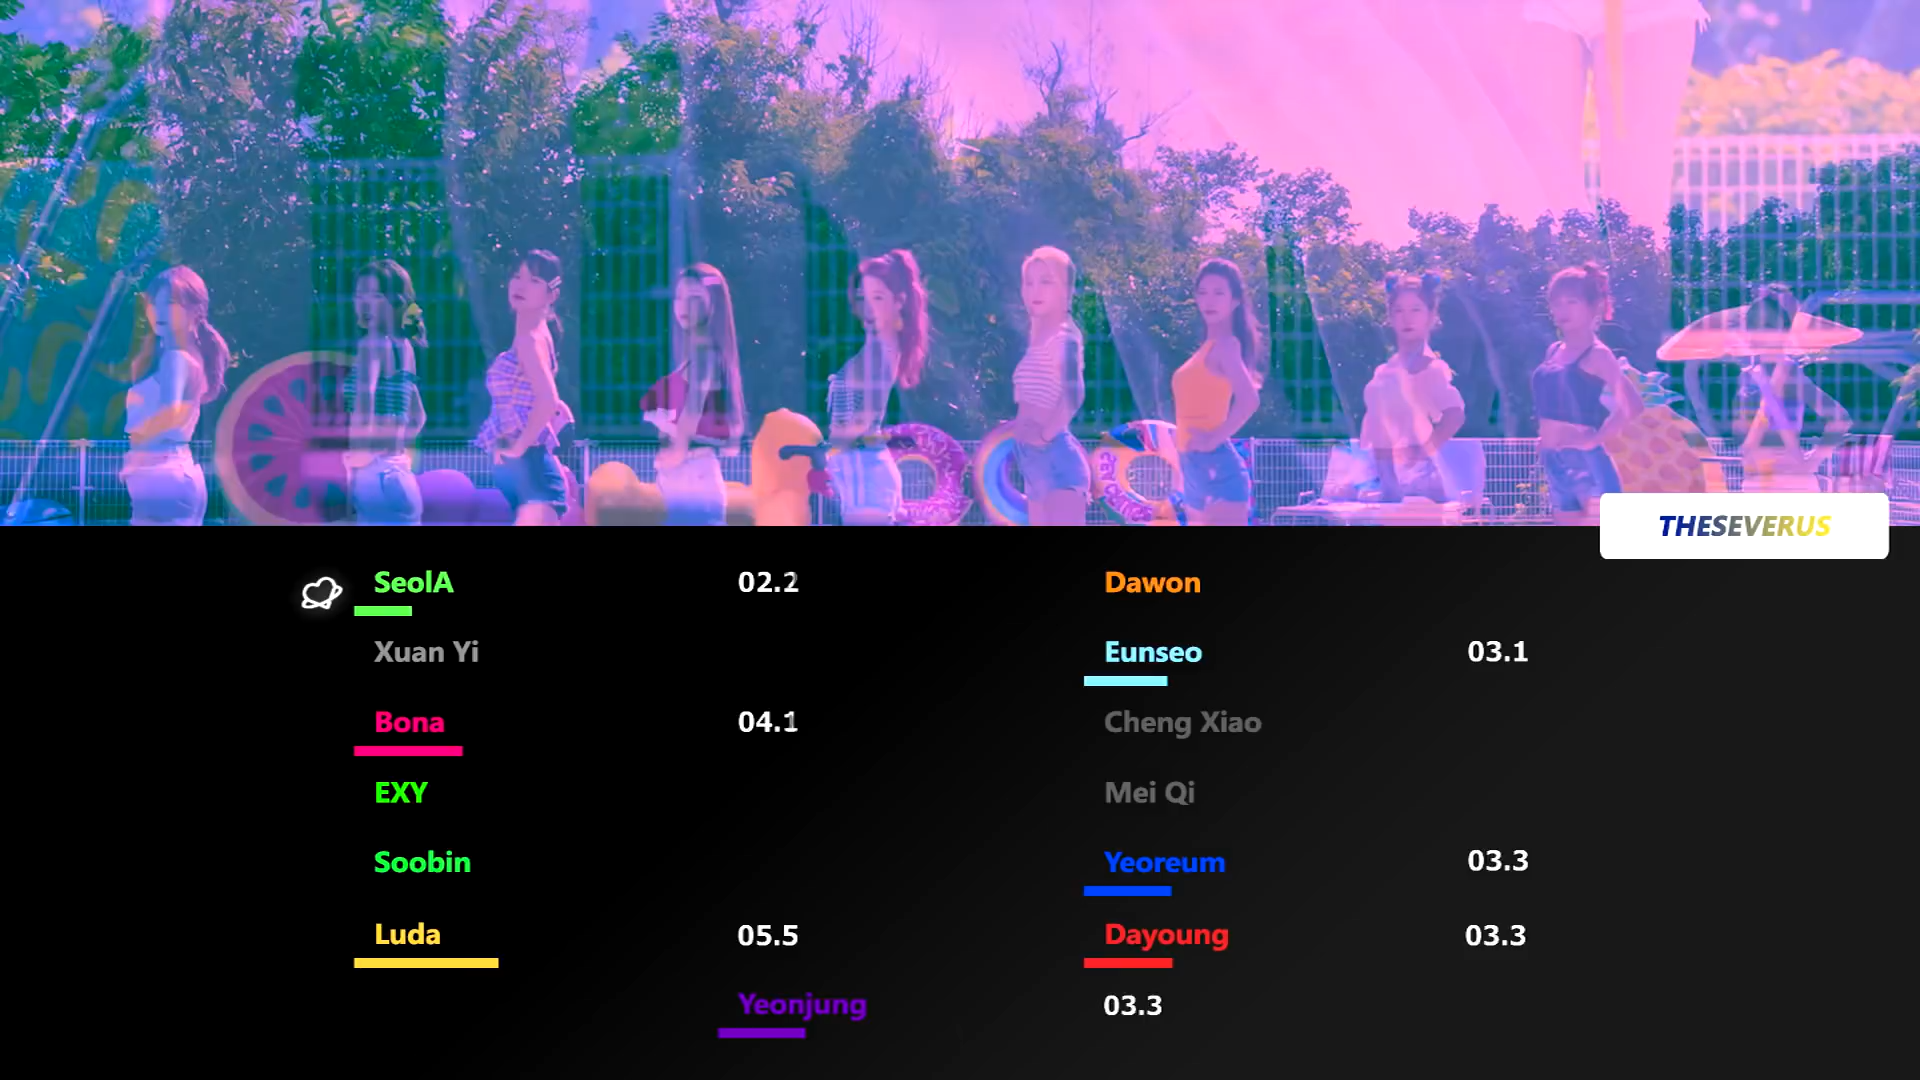 THESEVERUS
SeolA 02.2
Dawon
Xuan Yi
Eunseo 03.1
Bona 04.1
Cheng Xiao
EXY
Mei Qi
Soobin
Yeoreum 03.3
Luda 05.5
Dayoung 03.3
Yeonjung 03.3